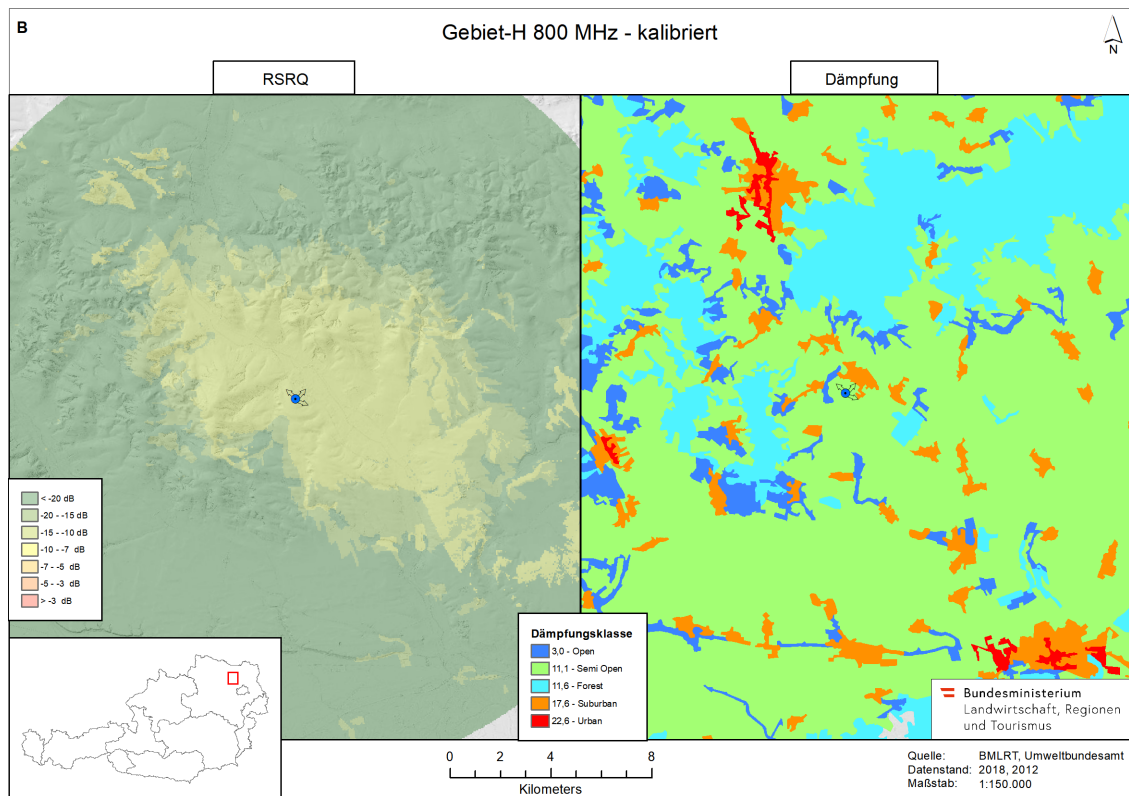 B
Gebiet-H 800 MHz - kalibriert
N
RSRQ
Dämpfung
< -20 dB
-20 - -15 dB
-15 - -10 dB
-10 - -7 dB
-7 - -5 dB
-5 - -3 dB
> -3 dB
Dämpfungsklasse
3,0 - Open
11,1 - Semi Open
11,6 - Forest
17,6 - Suburban
22,6 - Urban
Bundesministerium
Landwirtschaft, Regionen
und Tourismus
0 2 4 8
Kilometers
Quelle: BMLRT, Umweltbundesamt
Datenstand: 2018, 2012
Maßstab: 1:150.000